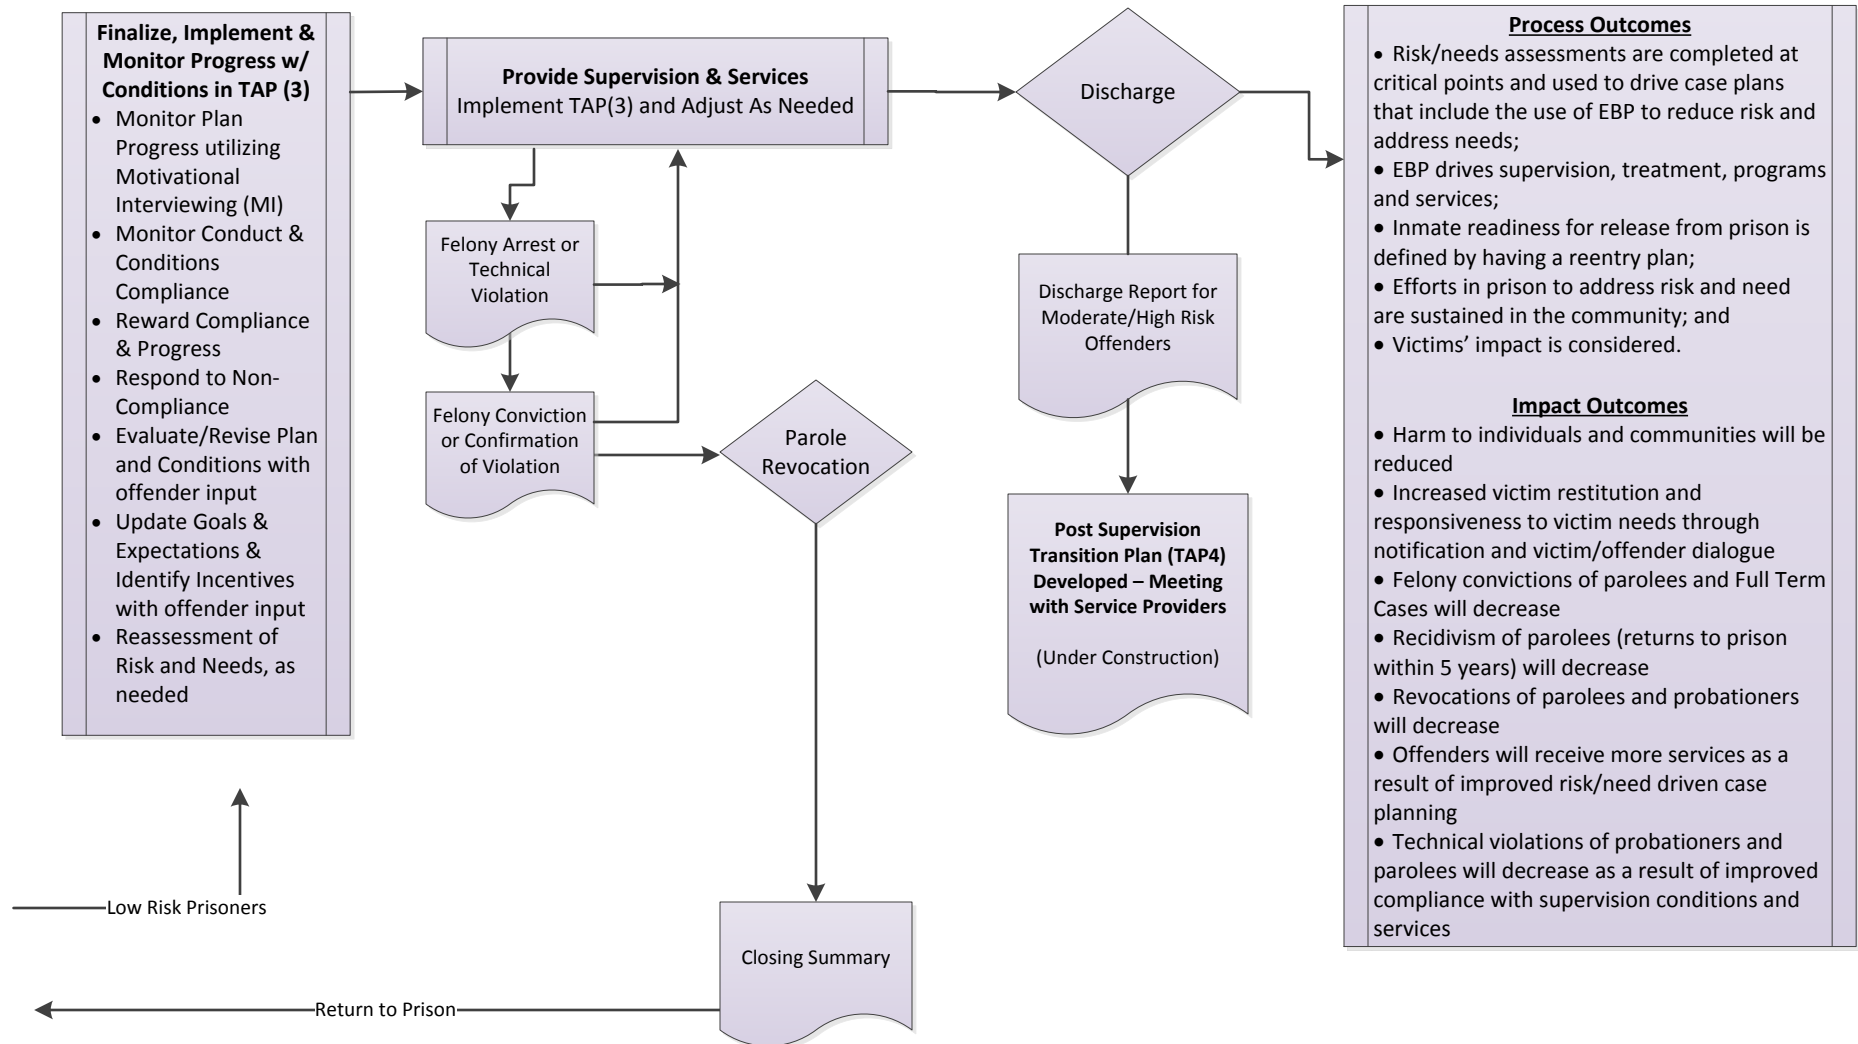 Finalize, Implement &
Monitor Progress w/
Conditions in TAP (3)
• Monitor Plan
Progress utilizing
Motivational
Interviewing (MI)
• Monitor Conduct &
Conditions
Compliance
• Reward Compliance
& Progress
• Respond to Non-
Compliance
• Evaluate/Revise Plan
and Conditions with
offender input
• Update Goals &
Expectations &
Identify Incentives
with offender input
• Reassessment of
Risk and Needs, as
needed
Low Risk Prisoners
Provide Supervision & Services
Implement TAP(3) and Adjust As Needed
Felony Arrest or
Technical
Violation
Felony Conviction
or Confirmation
of Violation
Parole
Revocation
Closing Summary
Return to Prison
Discharge
Discharge Report for
Moderate/High Risk
Offenders
Post Supervision
Transition Plan (TAP4)
Developed – Meeting
with Service Providers
(Under Construction)
Process Outcomes
• Risk/needs assessments are completed at
critical points and used to drive case plans
that include the use of EBP to reduce risk and
address needs;
• EBP drives supervision, treatment, programs
and services;
• Inmate readiness for release from prison is
defined by having a reentry plan;
• Efforts in prison to address risk and need
are sustained in the community; and
• Victims’ impact is considered.
Impact Outcomes
• Harm to individuals and communities will be
reduced
• Increased victim restitution and
responsiveness to victim needs through
notification and victim/offender dialogue
• Felony convictions of parolees and Full Term
Cases will decrease
• Recidivism of parolees (returns to prison
within 5 years) will decrease
• Revocations of parolees and probationers
will decrease
• Offenders will receive more services as a
result of improved risk/need driven case
planning
• Technical violations of probationers and
parolees will decrease as a result of improved
compliance with supervision conditions and
services